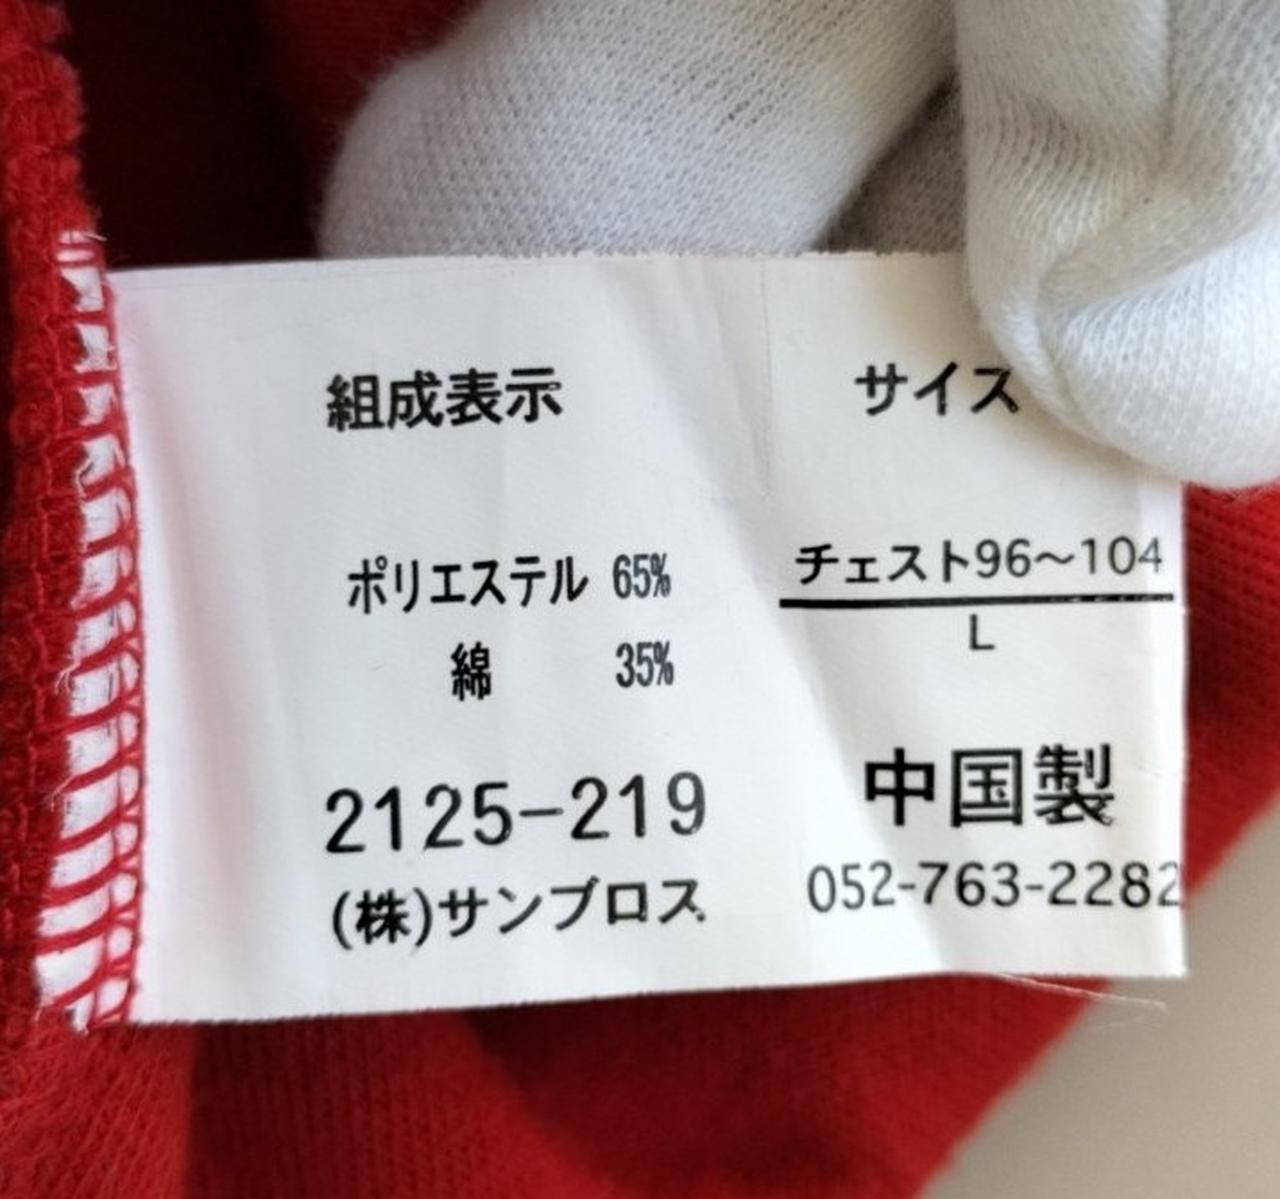 組成表示
ポリエステル 65%
綿 35%
2125-219
(株)サンブロス
サイズ
チェスト96〜104
L
中国製
052-763-2282